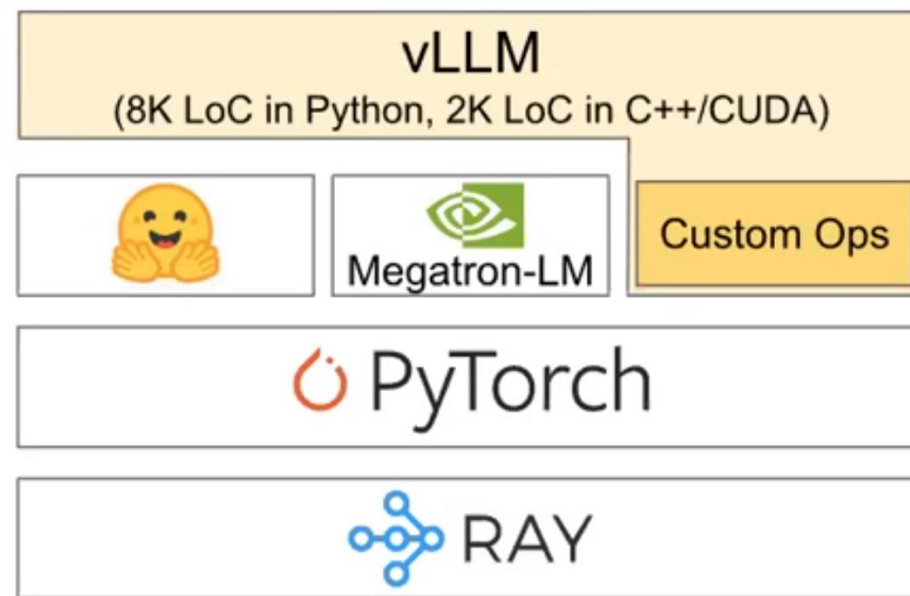 vLLM
(8K LoC in Python, 2K LoC in C++/CUDA)
Megatron-LM
Custom Ops
PyTorch
RAY